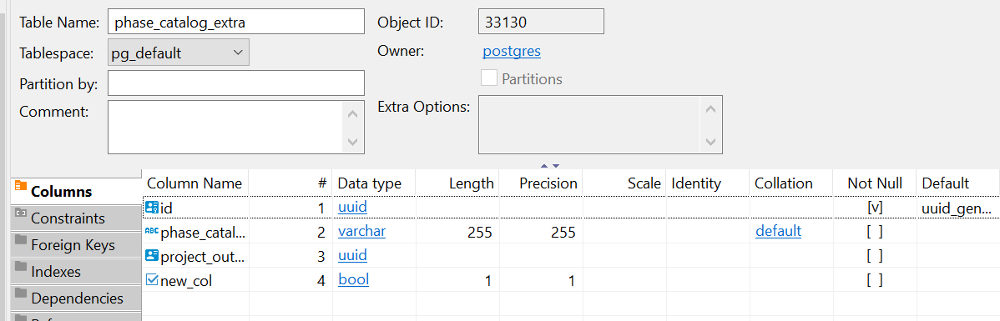 Table Name: phase_catalog_extra Object ID: 33130
Tablespace: pg_default Owner: postgres
Partition by: Partitions
Comment: Extra Options:
Columns
Constraints
Foreign Keys
Indexes
Dependencies
Column Name # Data type Length Precision Scale Identity Collation Not Null Default
id 1 uuid [v] uuid_gen...
ABC phase_catal... 2 varchar 255 255 default [ ]
project_out... 3 uuid [ ]
new_col 4 bool 1 1 [ ]